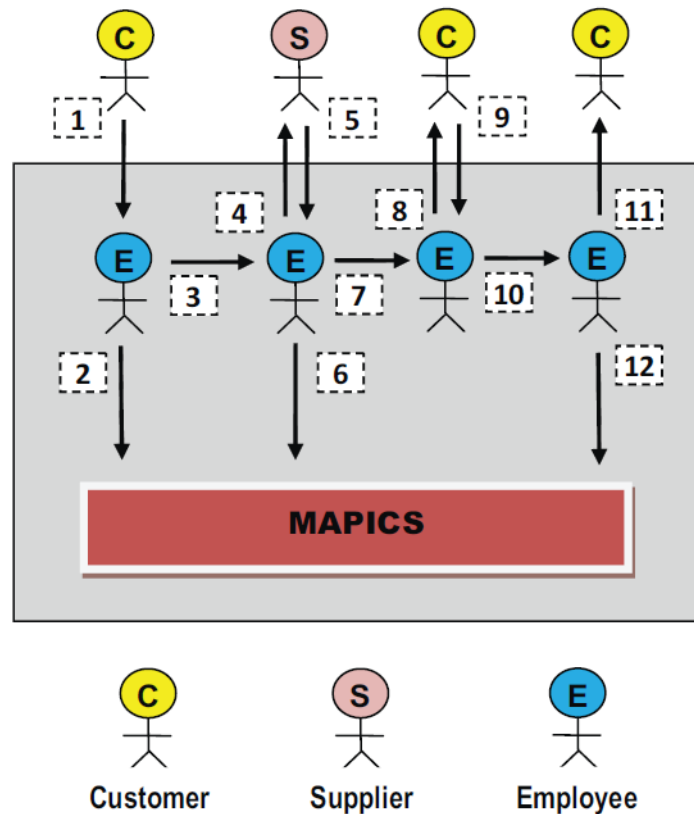 C S C C
1 5 9
4 8 11
E E E E
3 7 10
2 6 12
MAPICS
C S E
Customer Supplier Employee